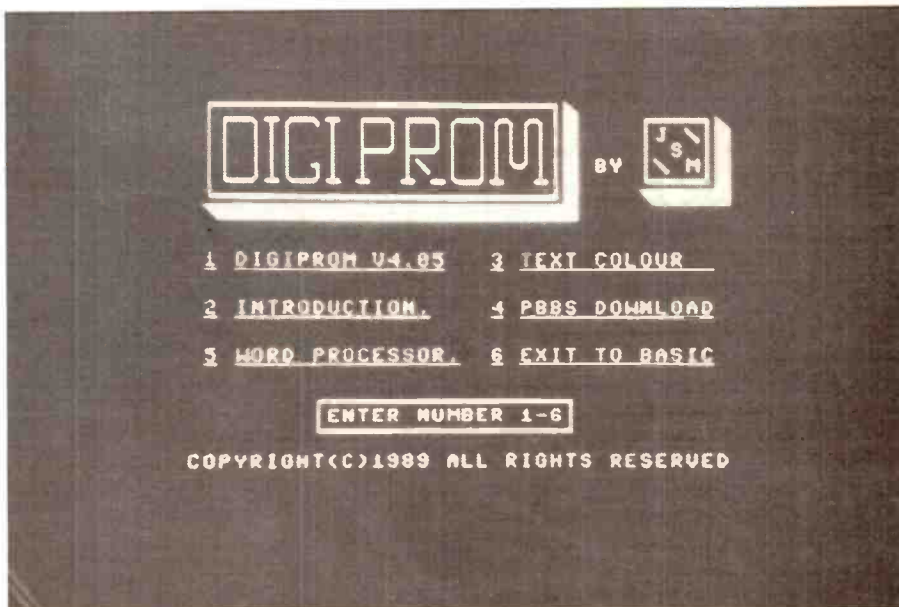 DIGIPROM BY JSM
1 DIGIPROM V4.05 3 TEXT COLOUR
2 INTRODUCTION. 4 PBBS DOWNLOAD
5 WORD PROCESSOR. 6 EXIT TO BASIC
ENTER NUMBER 1-6
COPYRIGHT(C)1989 ALL RIGHTS RESERVED